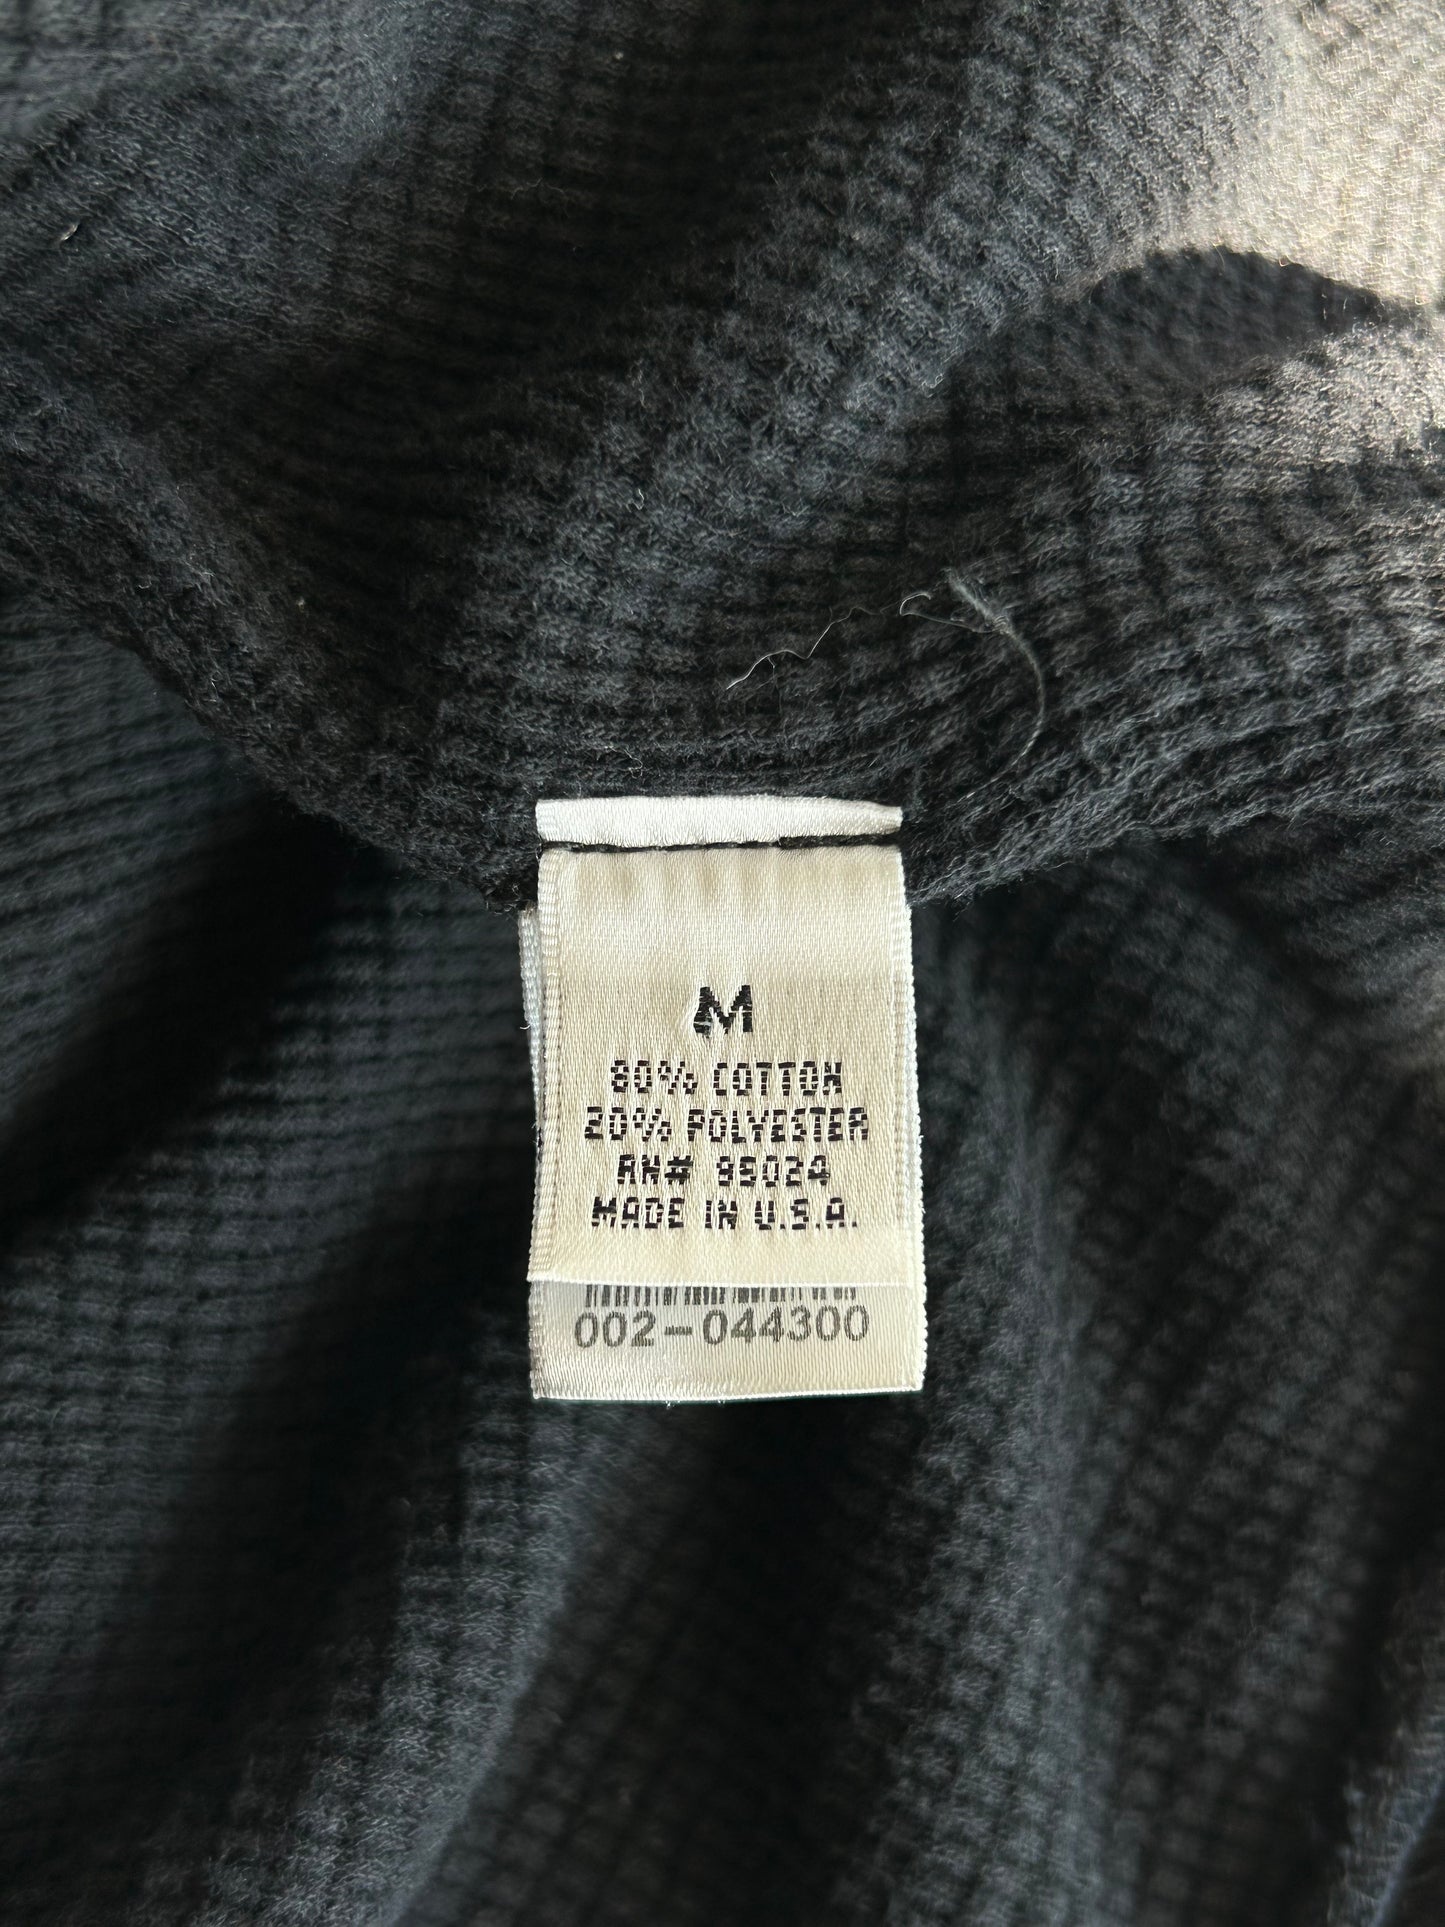 M
80% COTTON
20% POLYESTER
RN# 95024
MADE IN U.S.A.
002-044300